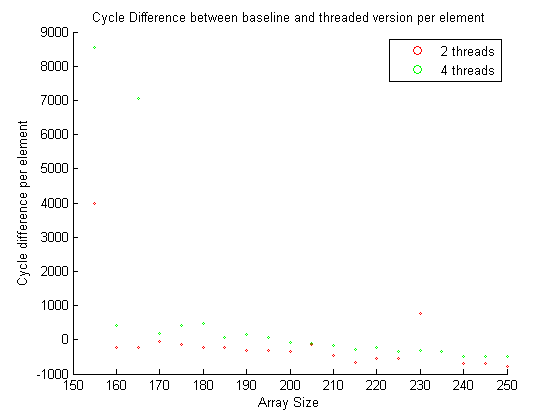 Cycle Difference between baseline and threaded version per element
9000
8000
7000
6000
5000
4000
3000
2000
1000
0
-1000
Cycle difference per element
2 threads
4 threads
150 160 170 180 190 200 210 220 230 240 250
Array Size